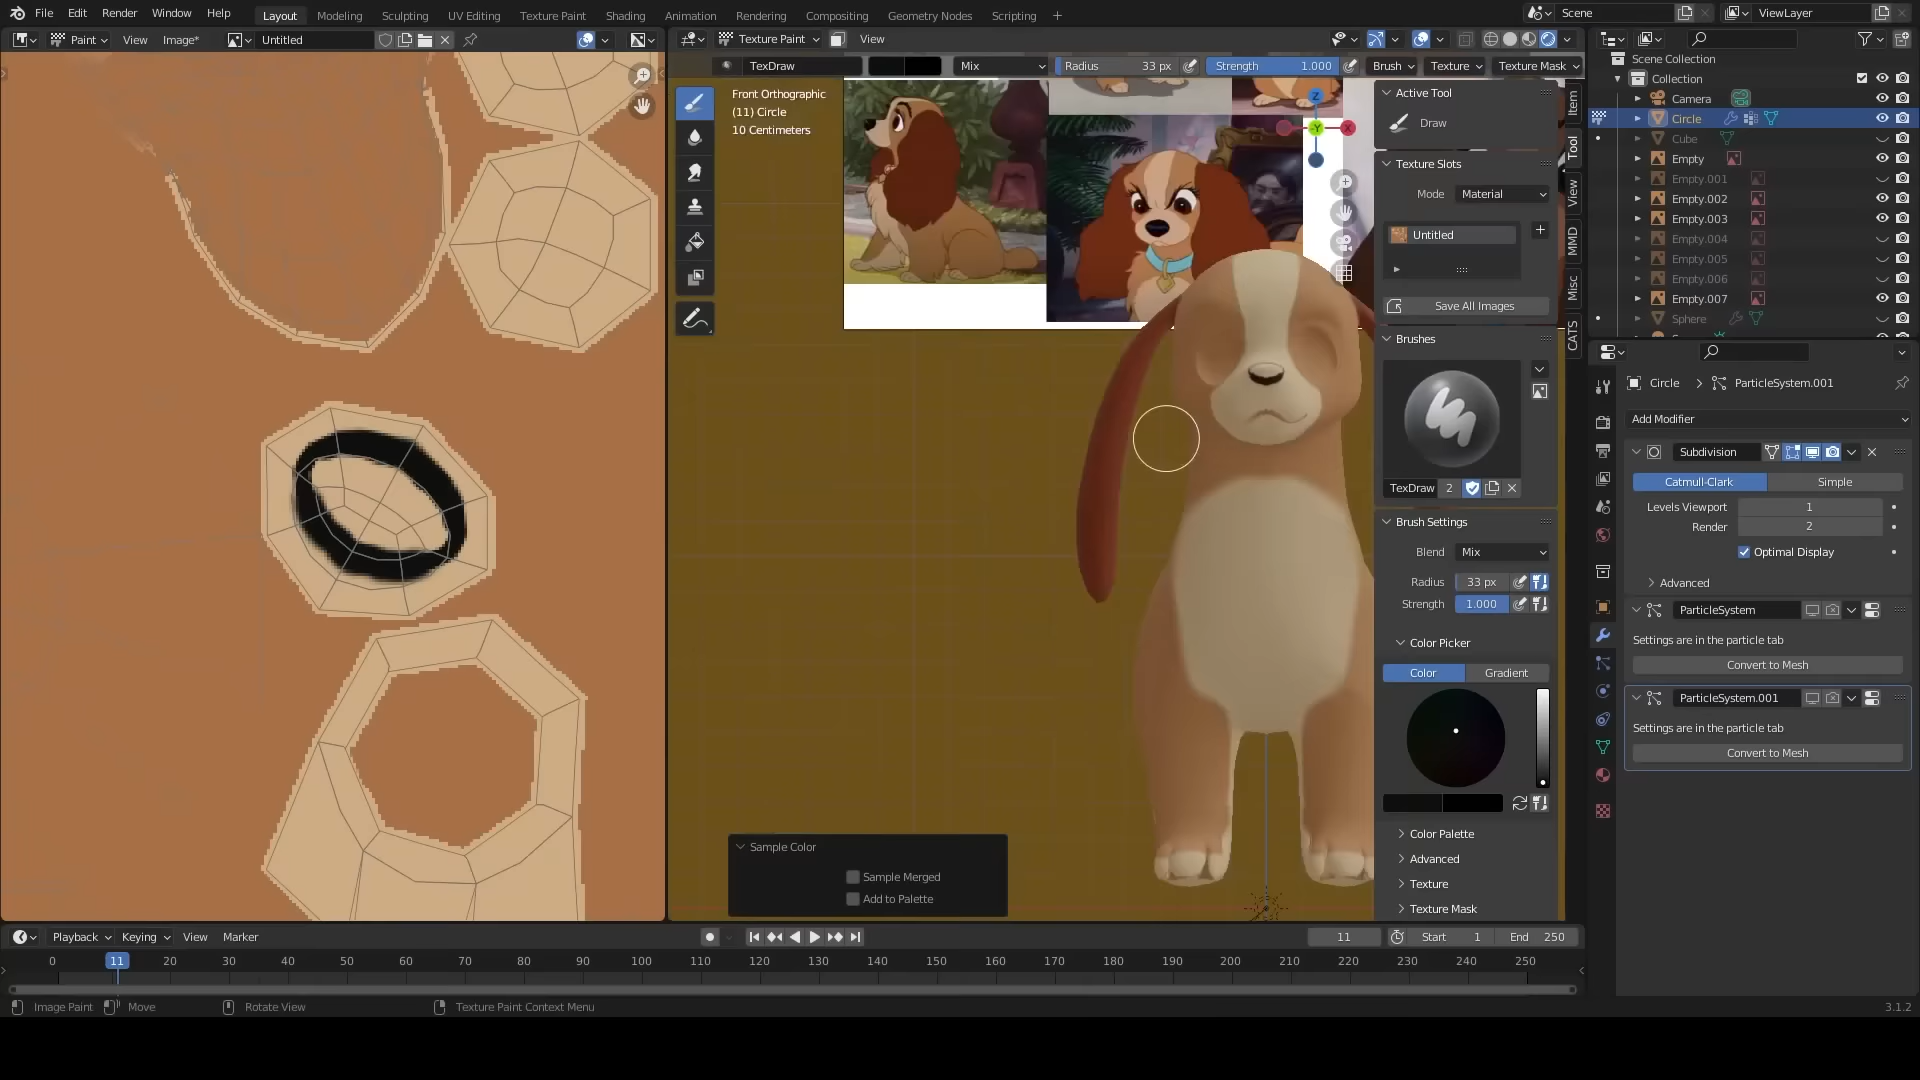 File Edit Render Window Help Layout Modeling Sculpting UV Editing Texture Paint Shading Animation Rendering Compositing Geometry Nodes Scripting + Scene ViewLayer
Paint View Image* Untitled Texture Paint View
TexDraw Mix Radius 33 px Strength 1.000 Brush Texture Texture Mask
Front Orthographic
(11) Circle
10 Centimeters
Z
Y
X
Active Tool
Draw
Texture Slots
Mode Material
Untitled
Save All Images
Brushes
TexDraw 2
Brush Settings
Blend Mix
Radius 33 px
Strength 1.000
Color Picker
Color Gradient
Color Palette
Advanced
Texture
Texture Mask
Item
Tool
View
MMD
Misc
CATS
Sample Color
Sample Merged
Add to Palette
Scene Collection
Collection
Camera
Circle
Cube
Empty
Empty.001
Empty.002
Empty.003
Empty.004
Empty.005
Empty.006
Empty.007
Sphere
Circle ParticleSystem.001
Add Modifier
Subdivision
Catmull-Clark Simple
Levels Viewport 1
Render 2
Optimal Display
Advanced
ParticleSystem
Settings are in the particle tab
Convert to Mesh
ParticleSystem.001
Settings are in the particle tab
Convert to Mesh
Playback Keying View Marker 11 Start 1 End 250
0 11 20 30 40 50 60 70 80 90 100 110 120 130 140 150 160 170 180 190 200 210 220 230 240 250
Image Paint Move Rotate View Texture Paint Context Menu 3.1.2